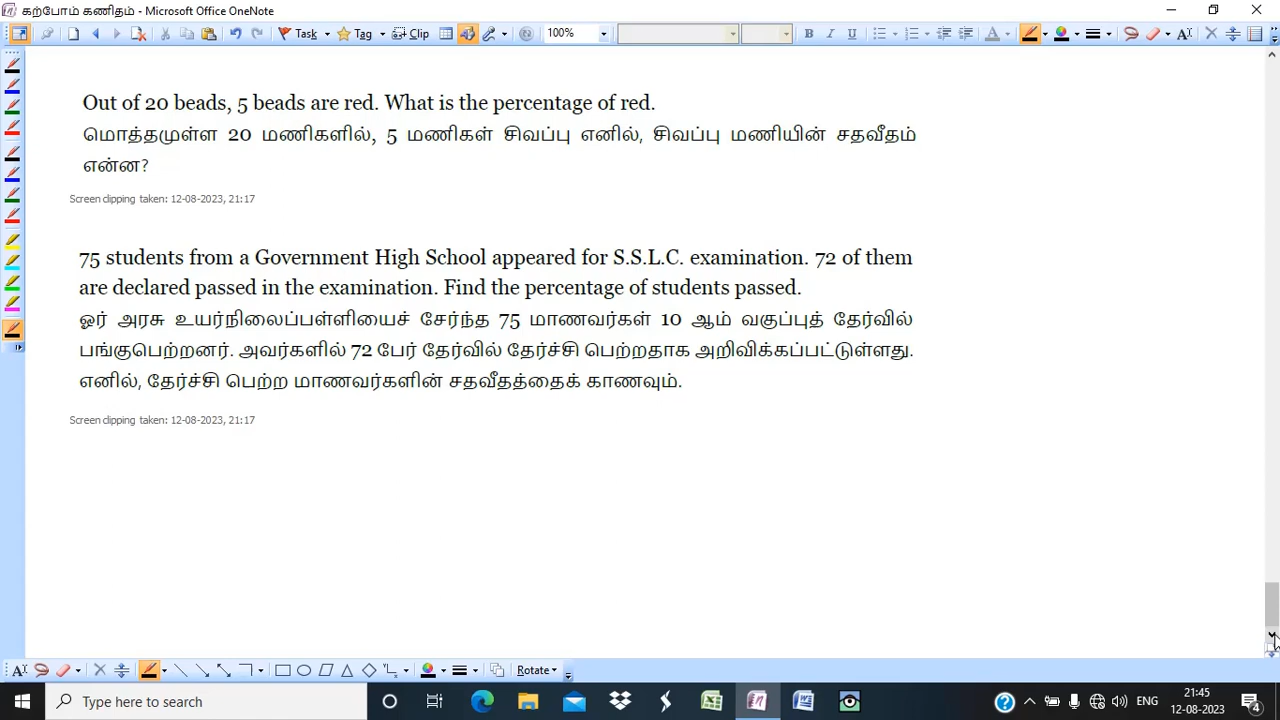 கற்போம் கணிதம் - Microsoft Office OneNote
Task
Tag
Clip
100%
B I U
Out of 20 beads, 5 beads are red. What is the percentage of red.
மொத்தமுள்ள 20 மணிகளில், 5 மணிகள் சிவப்பு எனில், சிவப்பு மணியின் சதவீதம்
என்ன?
Screen clipping taken: 12-08-2023, 21:17
75 students from a Government High School appeared for S.S.L.C. examination. 72 of them
are declared passed in the examination. Find the percentage of students passed.
ஓர் அரசு உயர்நிலைப்பள்ளியைச் சேர்ந்த 75 மாணவர்கள் 10 ஆம் வகுப்புத் தேர்வில்
பங்குபெற்றனர். அவர்களில் 72 பேர் தேர்வில் தேர்ச்சி பெற்றதாக அறிவிக்கப்பட்டுள்ளது.
எனில், தேர்ச்சி பெற்ற மாணவர்களின் சதவீதத்தைக் காணவும்.
Screen clipping taken: 12-08-2023, 21:17
Rotate
Type here to search
ENG
21:45
12-08-2023
4